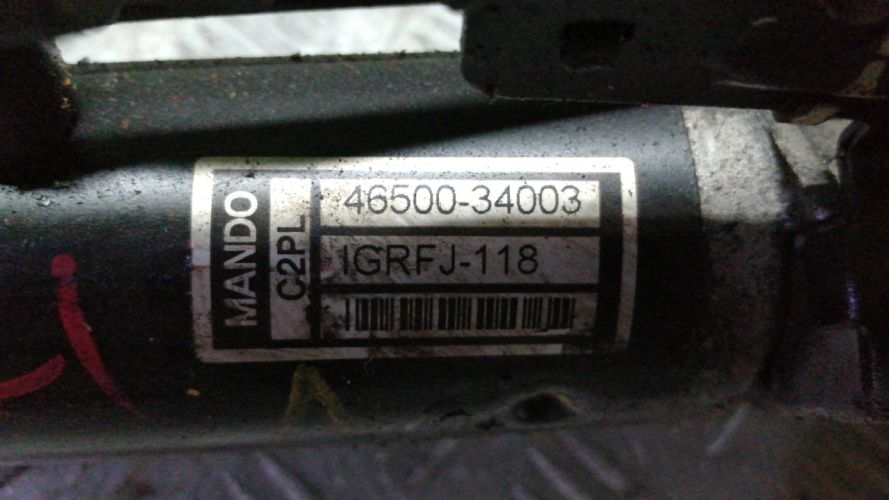 MANDO
C2PL
46500-34003
IGRFJ-118